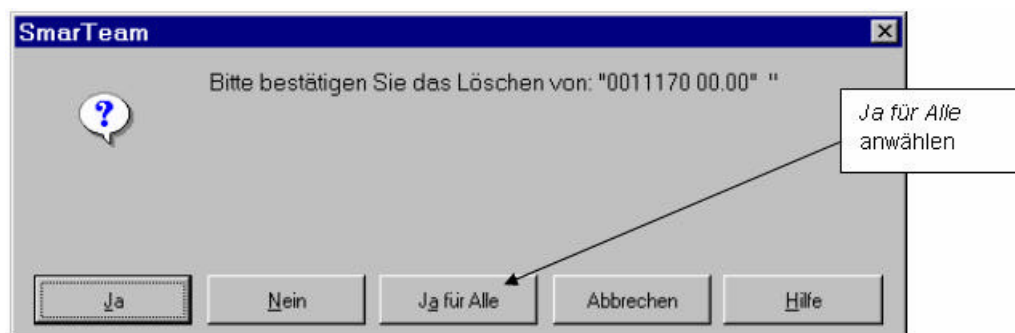 SmarTeam
Bitte bestätigen Sie das Löschen von: "0011170 00.00" "
Ja für Alle
anwählen
Ja
Nein
Ja für Alle
Abbrechen
Hilfe